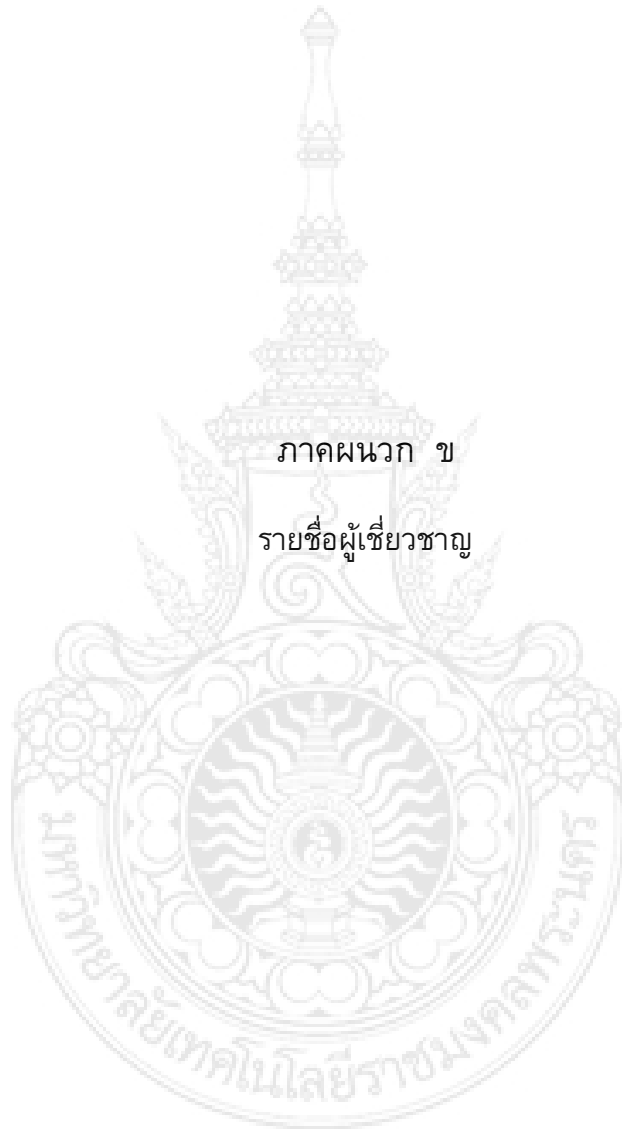 ภาคผนวก ข
รายชื่อผู้เชี่ยวชาญ
มหาวิทยาลัยเทคโนโลยีราชมงคลพระนคร